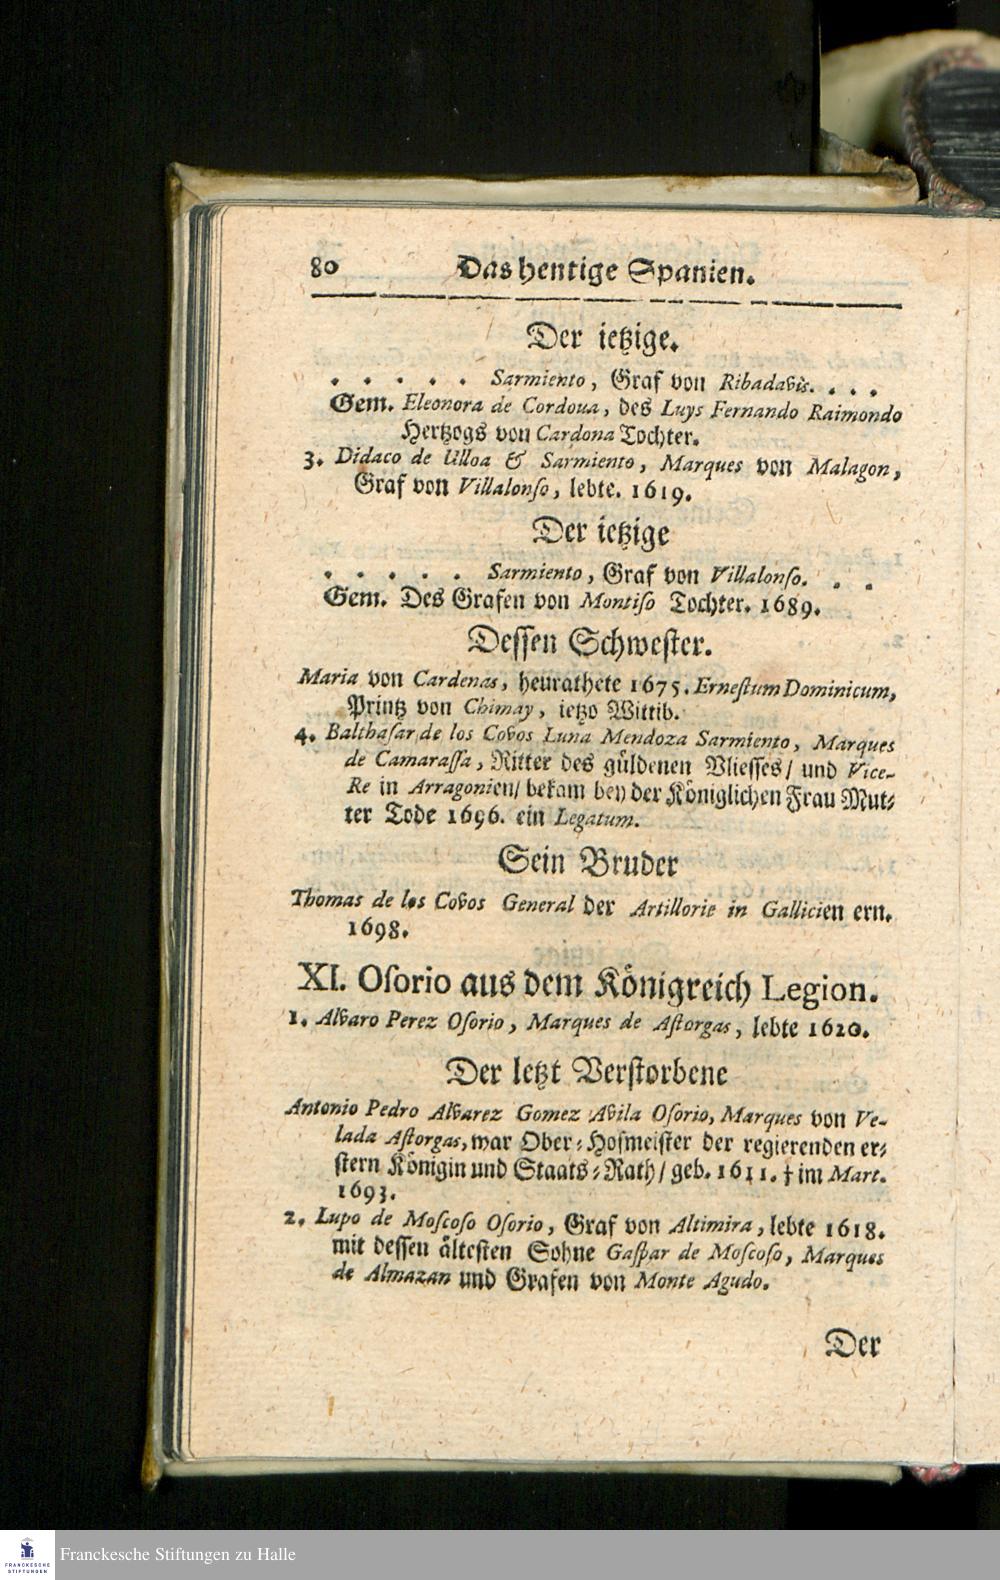 80 Das hentige Spanien.
Der ietzige.
. . . . . Sarmiento, Graf von Ribadavis. . . .
Gem. Eleonora de Cordoua, des Luys Fernando Raimondo
Hertzogs von Cardona Tochter.
3. Didaco de Ulloa & Sarmiento, Marques von Malagon,
Graf von Villalonſo, lebte. 1619.
Der ietzige
. . . . . Sarmiento, Graf von Villalonſo. . .
Gem. Des Grafen von Montiſo Tochter. 1689.
Deſſen Schweſter.
Maria von Cardenas, heurathete 1675. Erneſtum Dominicum,
Printz von Chimay, ietzo Wittib.
4. Balthaſar de los Covos Luna Mendoza Sarmiento, Marques
de Camaraſſa, Ritter des güldenen Vlieſſes/ und Vice-
Re in Arragonien/ bekam bey der Königlichen Frau Mut-
ter Tode 1696. ein Legatum.
Sein Bruder
Thomas de los Covos General der Artillorie in Gallicien ern.
1698.
XI. Oſorio aus dem Königreich Legion.
1. Alvaro Perez Oſorio, Marques de Aſtorgas, lebte 1620.
Der letzt Verſtorbene
Antonio Pedro Alvarez Gomez Avila Oſorio, Marques von Ve-
lada Aſtorgas, war Ober-Hofmeiſter der regierenden er-
ſtern Königin und Staats-Rath/ geb. 1611. † im Mart.
1693.
2. Lupo de Moſcoſo Oſorio, Graf von Altimira, lebte 1618.
mit deſſen älteſten Sohne Gaſpar de Moſcoſo, Marques
de Almazan und Grafen von Monte Agudo.
Der
FRANCKESCHE STIFTUNGEN
Franckesche Stiftungen zu Halle